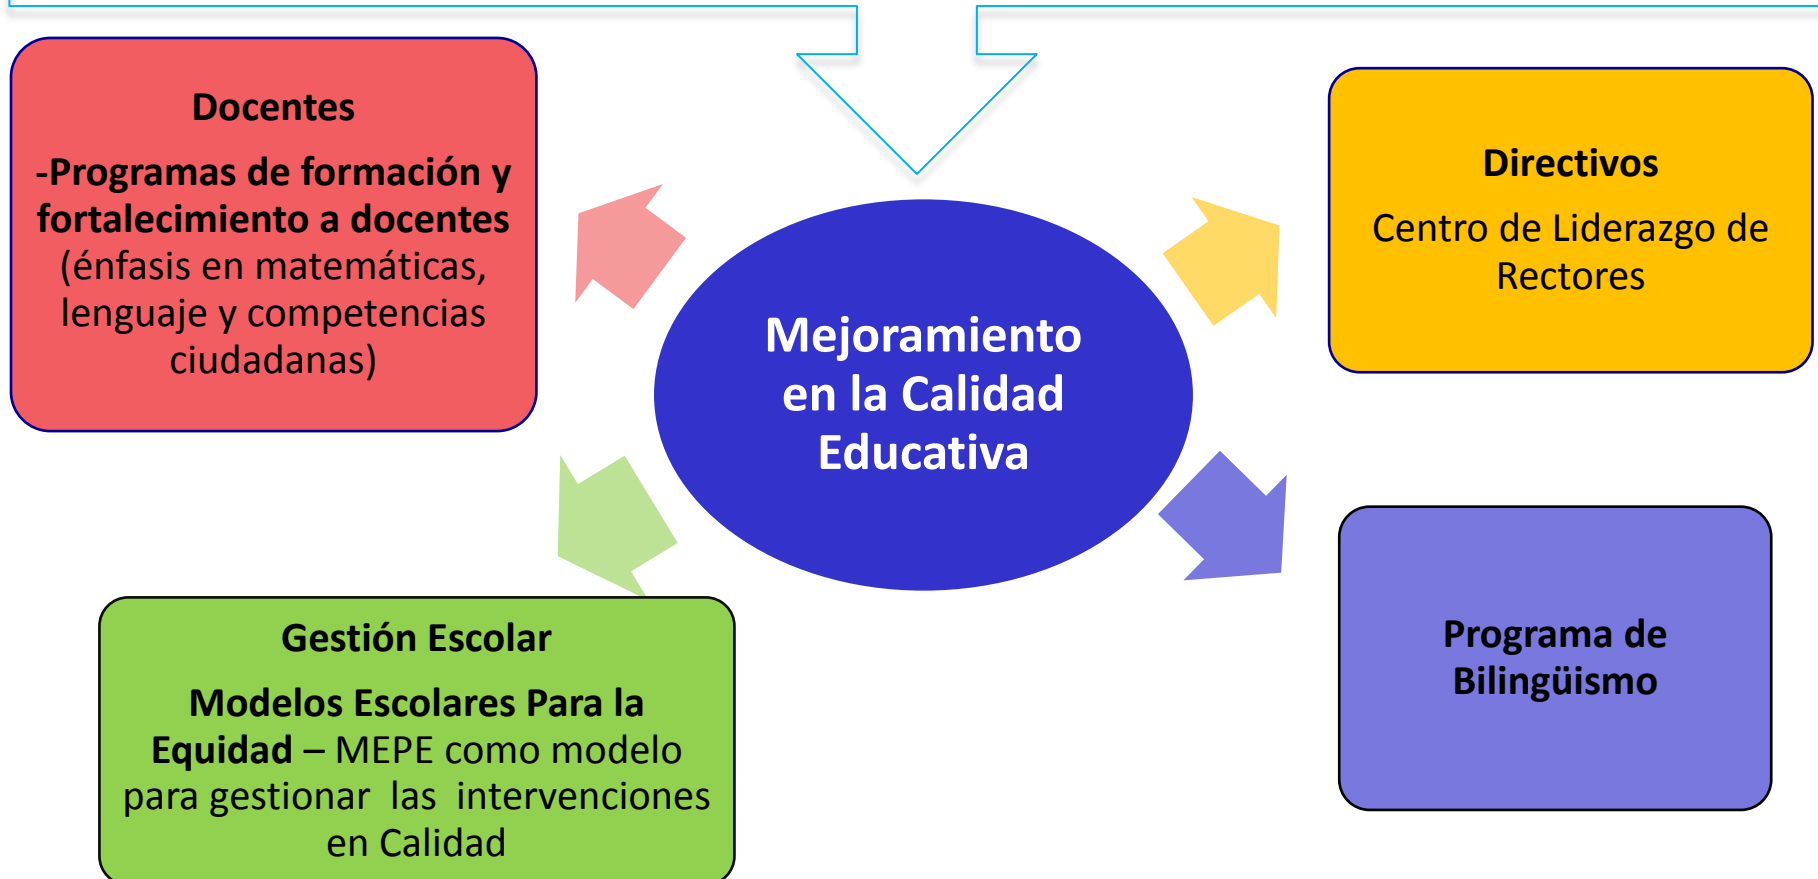 Docentes
-Programas de formación y
fortalecimiento a docentes
(énfasis en matemáticas,
lenguaje y competencias
ciudadanas)
Directivos
Centro de Liderazgo de
Rectores
Mejoramiento
en la Calidad
Educativa
Gestión Escolar
Modelos Escolares Para la
Equidad – MEPE como modelo
para gestionar las intervenciones
en Calidad
Programa de
Bilingüismo